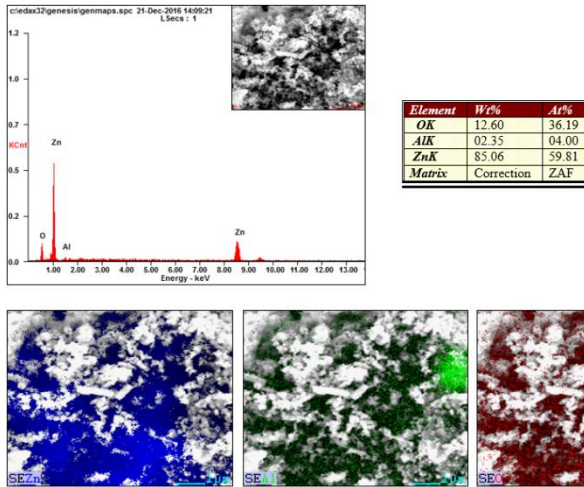 c:\edax32\genesis\genmaps.spc 21-Dec-2016 14:09:21
LSecs : 1
1.2
1.0
0.7
KCnt
0.5
0.2
0.0
Zn
O
Al
Zn
1.00 2.00 3.00 4.00 5.00 6.00 7.00 8.00 9.00 10.00 11.00 12.00 13.00
Energy - keV
Element Wt% At%
OK 12.60 36.19
AlK 02.35 04.00
ZnK 85.06 59.81
Matrix Correction ZAF
SEZn
SEAl
SEO